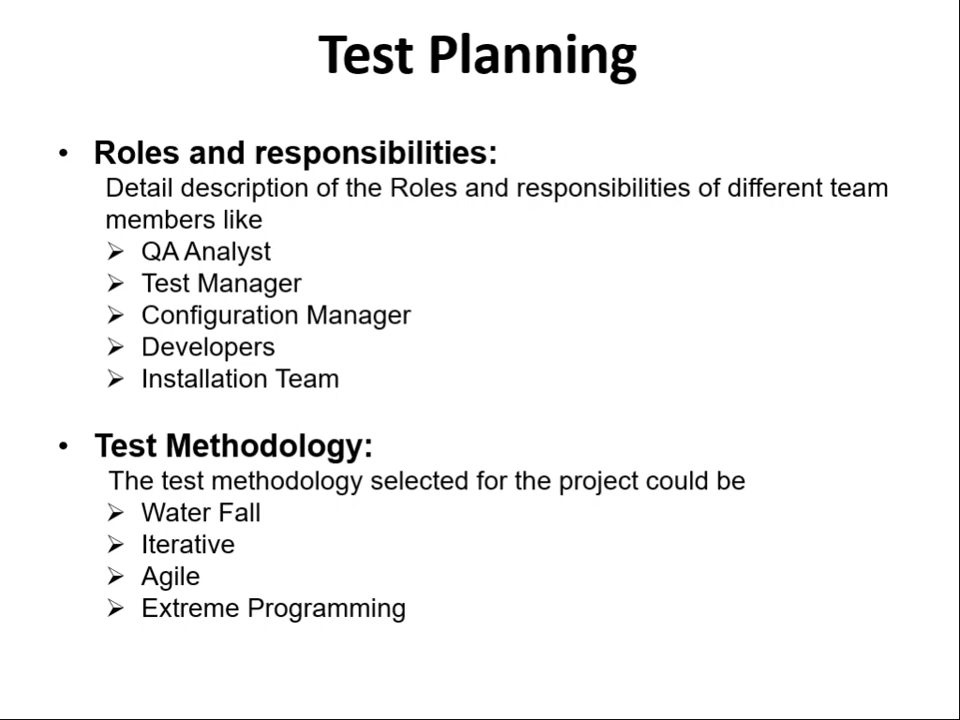 Test Planning
• Roles and responsibilities:
Detail description of the Roles and responsibilities of different team
members like
➢ QA Analyst
➢ Test Manager
➢ Configuration Manager
➢ Developers
➢ Installation Team
• Test Methodology:
The test methodology selected for the project could be
➢ Water Fall
➢ Iterative
➢ Agile
➢ Extreme Programming